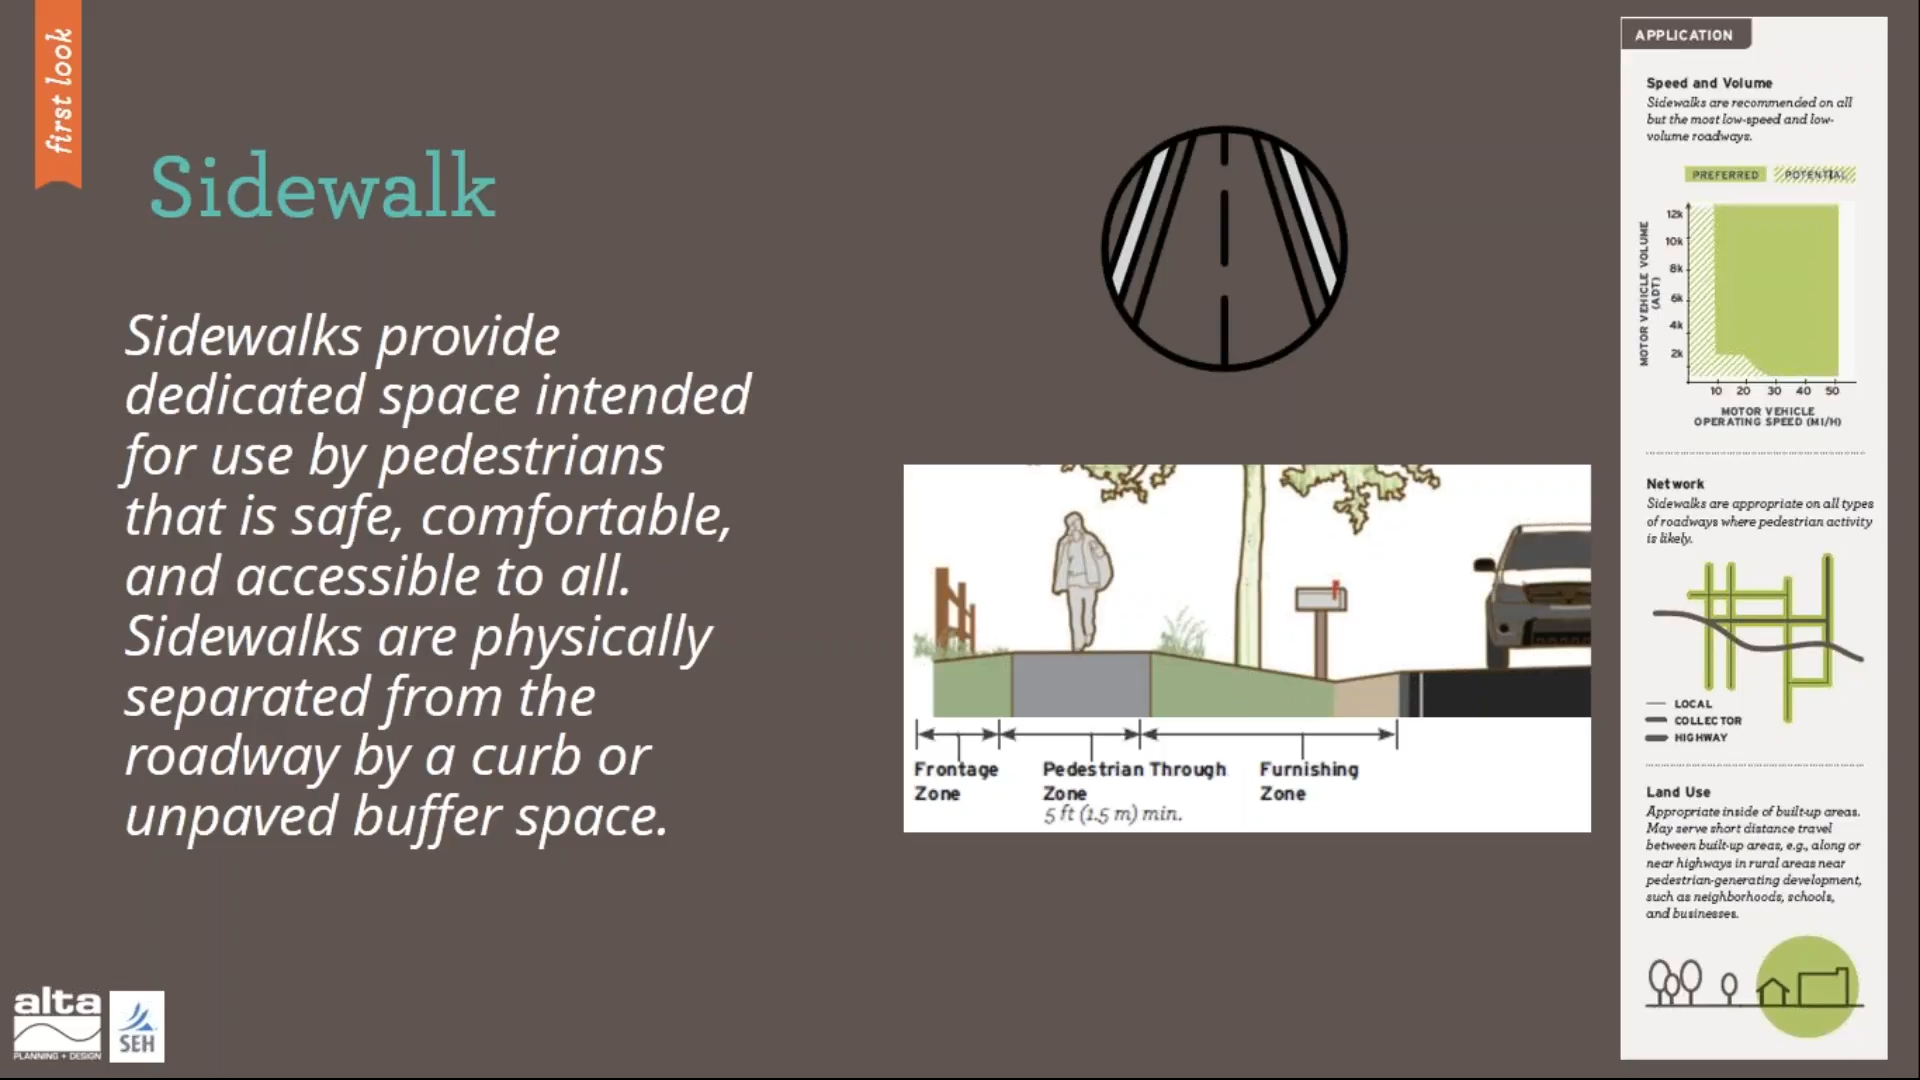 first look
Sidewalk
Sidewalks provide
dedicated space intended
for use by pedestrians
that is safe, comfortable,
and accessible to all.
Sidewalks are physically
separated from the
roadway by a curb or
unpaved buffer space.
Frontage
Zone
Pedestrian Through
Zone
5 ft (1.5 m) min.
Furnishing
Zone
APPLICATION
Speed and Volume
Sidewalks are recommended on all
but the most low-speed and low-
volume roadways.
PREFERRED
POTENTIAL
MOTOR VEHICLE VOLUME
(ADT)
12k
10k
8k
6k
4k
2k
10 20 30 40 50
MOTOR VEHICLE
OPERATING SPEED (MI/H)
Network
Sidewalks are appropriate on all types
of roadways where pedestrian activity
is likely.
LOCAL
COLLECTOR
HIGHWAY
Land Use
Appropriate inside of built-up areas.
May serve short distance travel
between built-up areas, e.g., along or
near highways in rural areas near
pedestrian-generating development,
such as neighborhoods, schools,
and businesses.
alta
PLANNING + DESIGN
SEH